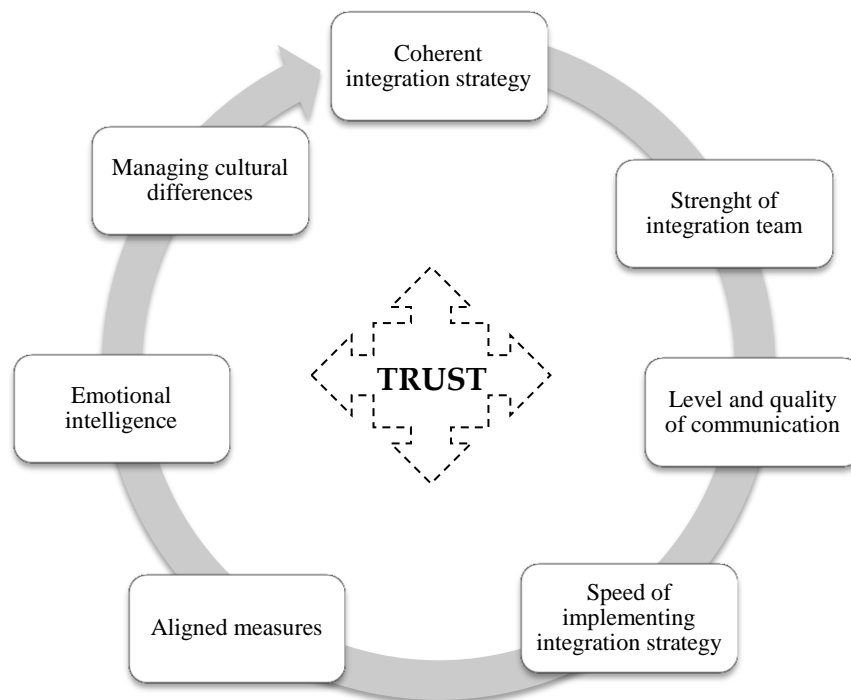 Coherent
integration strategy
Strenght of
integration team
Level and quality
of communication
Speed of
implementing
integration strategy
Aligned measures
Emotional
intelligence
Managing cultural
differences
TRUST